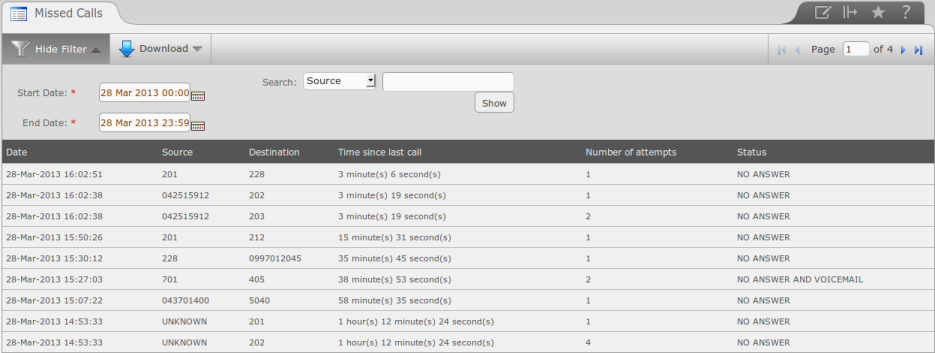 Missed Calls
?
Hide Filter Download Page 1 of 4
Search: Source
Start Date: * 28 Mar 2013 00:00
Show
End Date: * 28 Mar 2013 23:59
Date Source Destination Time since last call Number of attempts Status
28-Mar-2013 16:02:51 201 228 3 minute(s) 6 second(s) 1 NO ANSWER
28-Mar-2013 16:02:38 042515912 202 3 minute(s) 19 second(s) 1 NO ANSWER
28-Mar-2013 16:02:38 042515912 203 3 minute(s) 19 second(s) 2 NO ANSWER
28-Mar-2013 15:50:26 201 212 15 minute(s) 31 second(s) 1 NO ANSWER
28-Mar-2013 15:30:12 228 0997012045 35 minute(s) 45 second(s) 1 NO ANSWER
28-Mar-2013 15:27:03 701 405 38 minute(s) 53 second(s) 2 NO ANSWER AND VOICEMAIL
28-Mar-2013 15:07:22 043701400 5040 58 minute(s) 35 second(s) 1 NO ANSWER
28-Mar-2013 14:53:33 UNKNOWN 201 1 hour(s) 12 minute(s) 24 second(s) 1 NO ANSWER
28-Mar-2013 14:53:33 UNKNOWN 202 1 hour(s) 12 minute(s) 24 second(s) 4 NO ANSWER